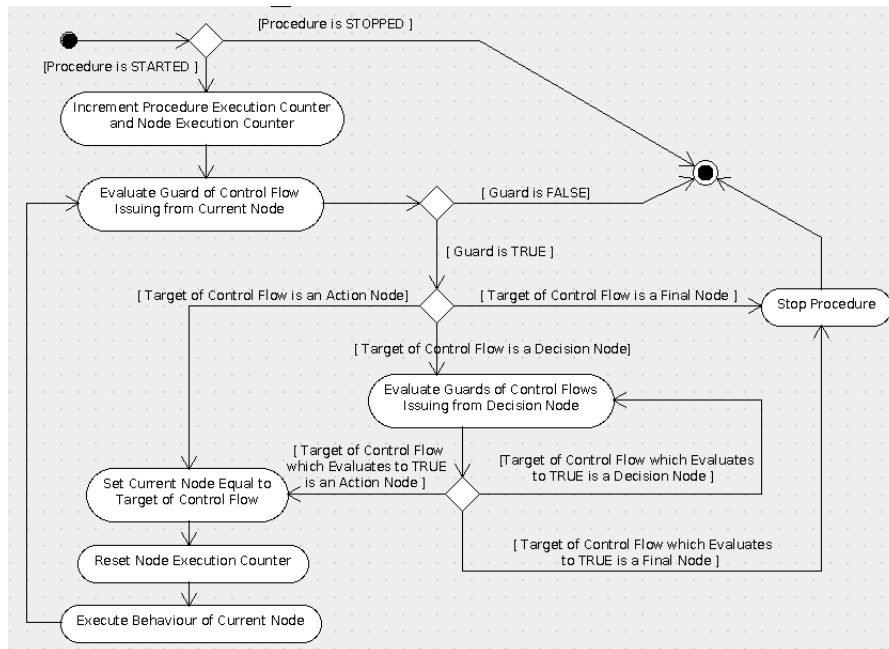 [Procedure is STOPPED ]
[Procedure is STARTED ]
Increment Procedure Execution Counter
and Node Execution Counter
Evaluate Guard of Control Flow
Issuing from Current Node
[ Guard is FALSE]
[ Guard is TRUE ]
[ Target of Control Flow is an Action Node]
[ Target of Control Flow is a Final Node ]
Stop Procedure
[ Target of Control Flow is a Decision Node]
Evaluate Guards of Control Flows
Issuing from Decision Node
[ Target of Control Flow
which Evaluates to TRUE
is an Action Node ]
[Target of Control Flow which Evaluates
to TRUE is a Decision Node ]
Set Current Node Equal to
Target of Control Flow
[ Target of Control Flow which Evaluates
to TRUE is a Final Node ]
Reset Node Execution Counter
Execute Behaviour of Current Node